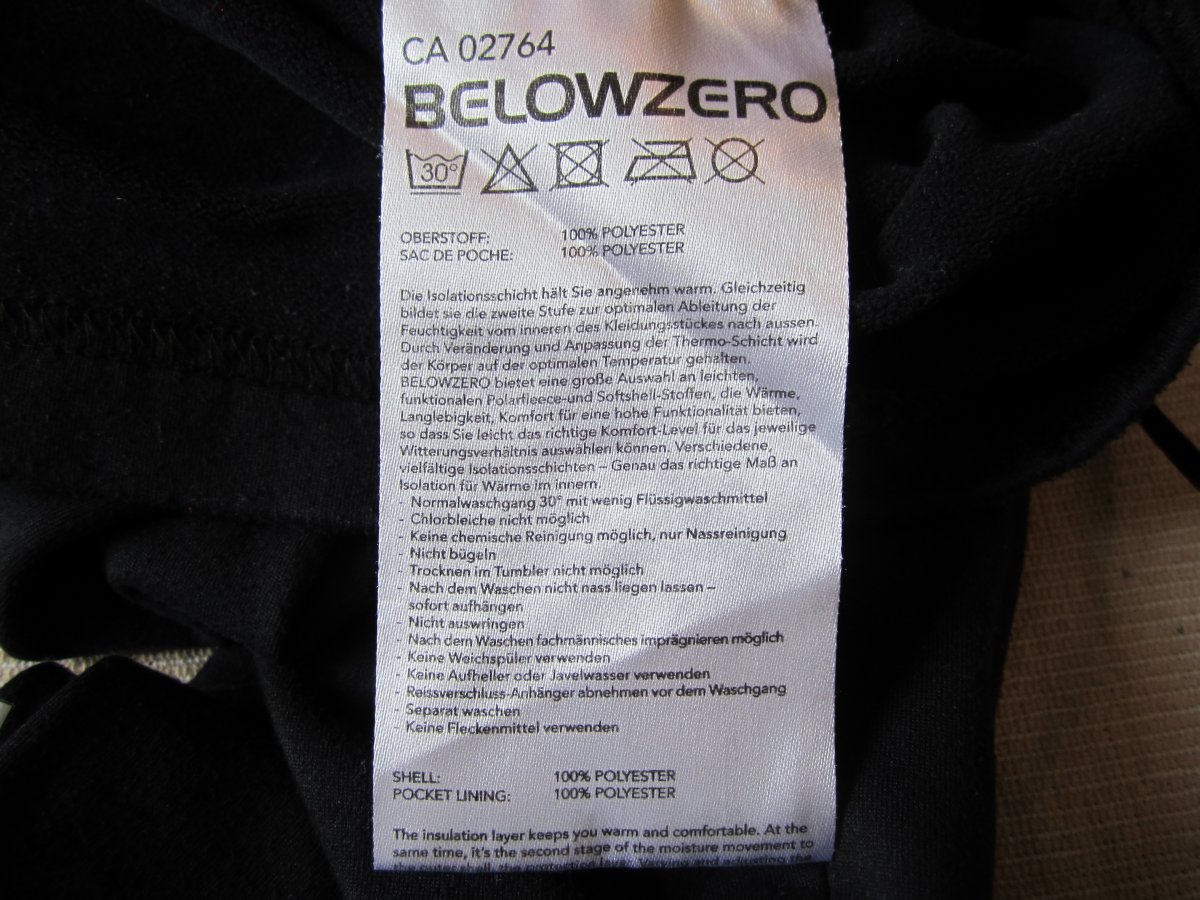 CA 02764
BELOWZERO
30°
OBERSTOFF: 100% POLYESTER
SAC DE POCHE: 100% POLYESTER
Die Isolationsschicht hält Sie angenehm warm. Gleichzeitig
bildet sie die zweite Stufe zur optimalen Ableitung der
Feuchtigkeit vom inneren des Kleidungsstückes nach aussen.
Durch Veränderung und Anpassung der Thermo-Schicht wird
der Körper auf der optimalen Temperatur gehalten.
BELOWZERO bietet eine große Auswahl an leichten,
funktionalen Polarfleece-und Softshell-Stoffen, die Wärme,
Langlebigkeit, Komfort für eine hohe Funktionalität bieten,
so dass Sie leicht das richtige Komfort-Level für das jeweilige
Witterungsverhältnis auswählen können. Verschiedene,
vielfältige Isolationsschichten – Genau das richtige Maß an
Isolation für Wärme im innern.
- Normalwaschgang 30° mit wenig Flüssigwaschmittel
- Chlorbleiche nicht möglich
- Keine chemische Reinigung möglich, nur Nassreinigung
- Nicht bügeln
- Trocknen im Tumbler nicht möglich
- Nach dem Waschen nicht nass liegen lassen –
sofort aufhängen
- Nicht auswringen
- Nach dem Waschen fachmännisches imprägnieren möglich
- Keine Weichspüler verwenden
- Keine Aufheller oder Javelwasser verwenden
- Reissverschluss-Anhänger abnehmen vor dem Waschgang
- Separat waschen
- Keine Fleckenmittel verwenden
SHELL: 100% POLYESTER
POCKET LINING: 100% POLYESTER
The insulation layer keeps you warm and comfortable. At the
same time, it's the second stage of the moisture movement to